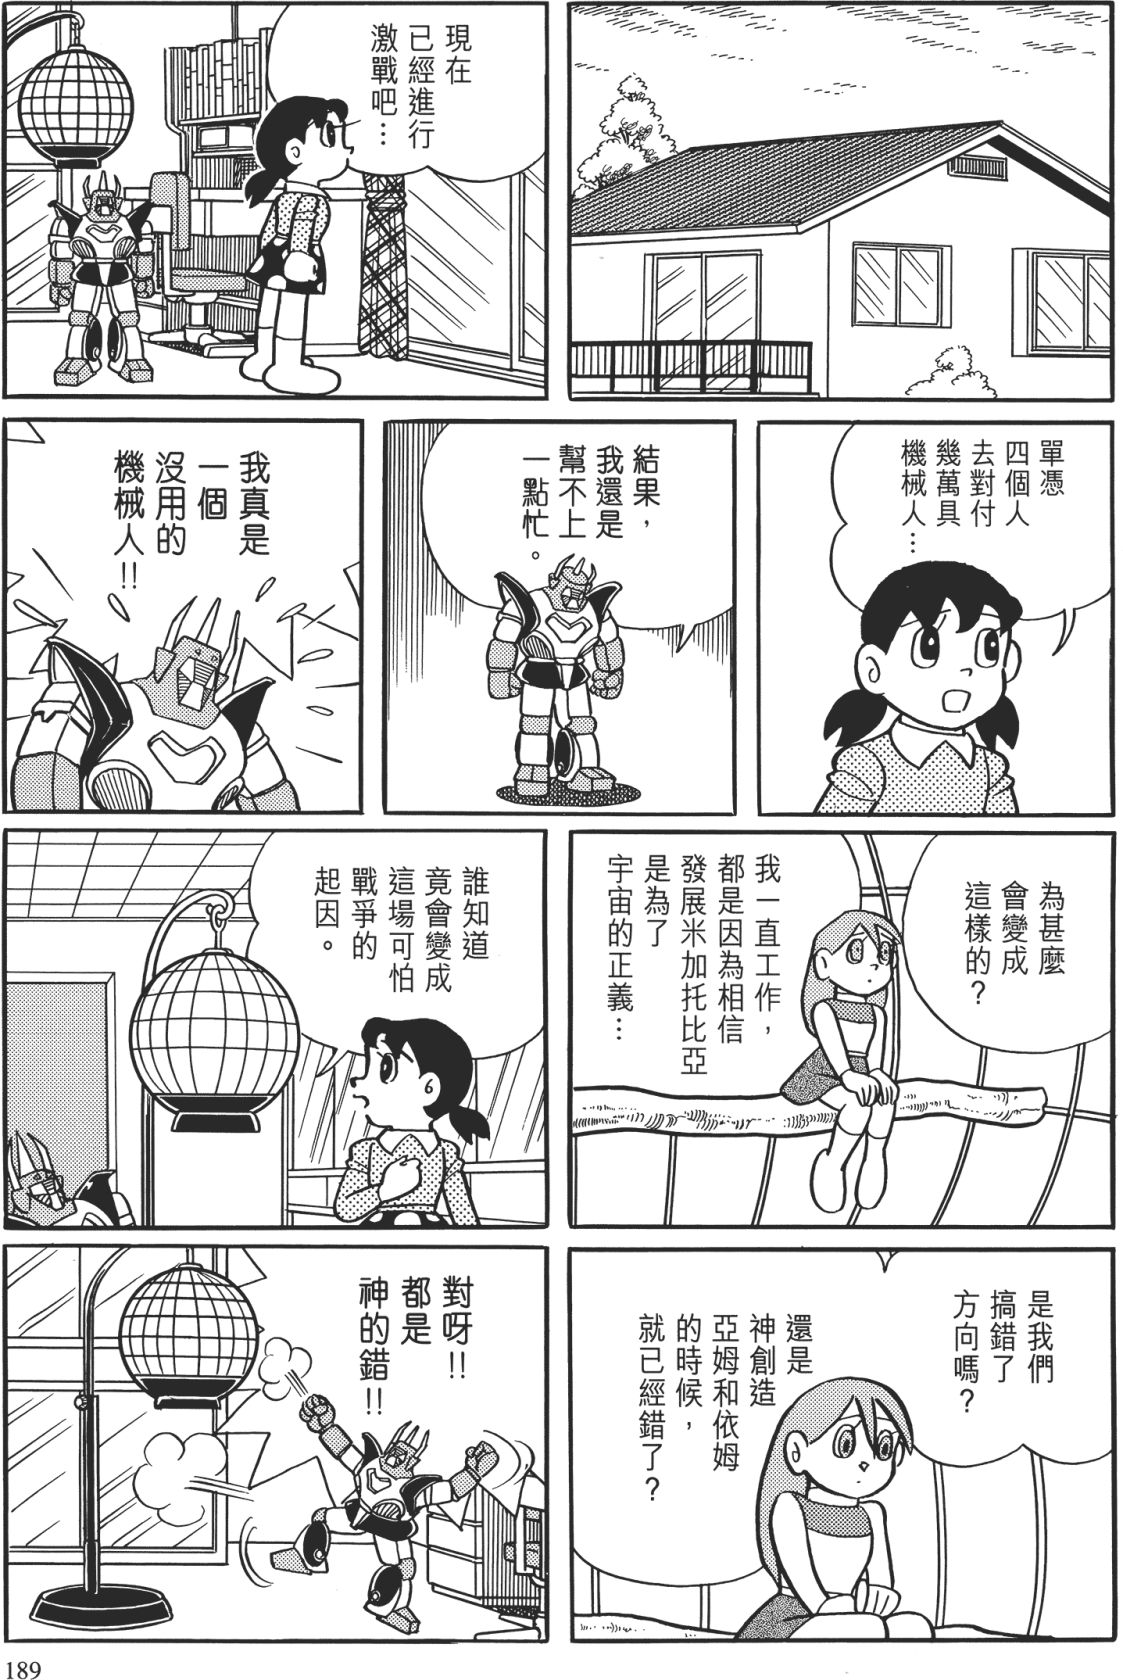 現在
已經進行
激戰吧…
單憑
四個人
去對付
幾萬具
機械人…
結果，
我還是
幫不上
一點忙。
我真是
一個
沒用的
機械人!!
為甚麼
會變成
這樣的？
我一直工作，
都是因為相信
發展米加托比亞
是為了
宇宙的正義…
誰知道
竟會變成
這場可怕
戰爭的
起因。
是我們
搞錯了
方向嗎？
還是
神創造
亞姆和依姆
的時候，
就已經錯了？
對呀!!
都是
神的錯!!
189